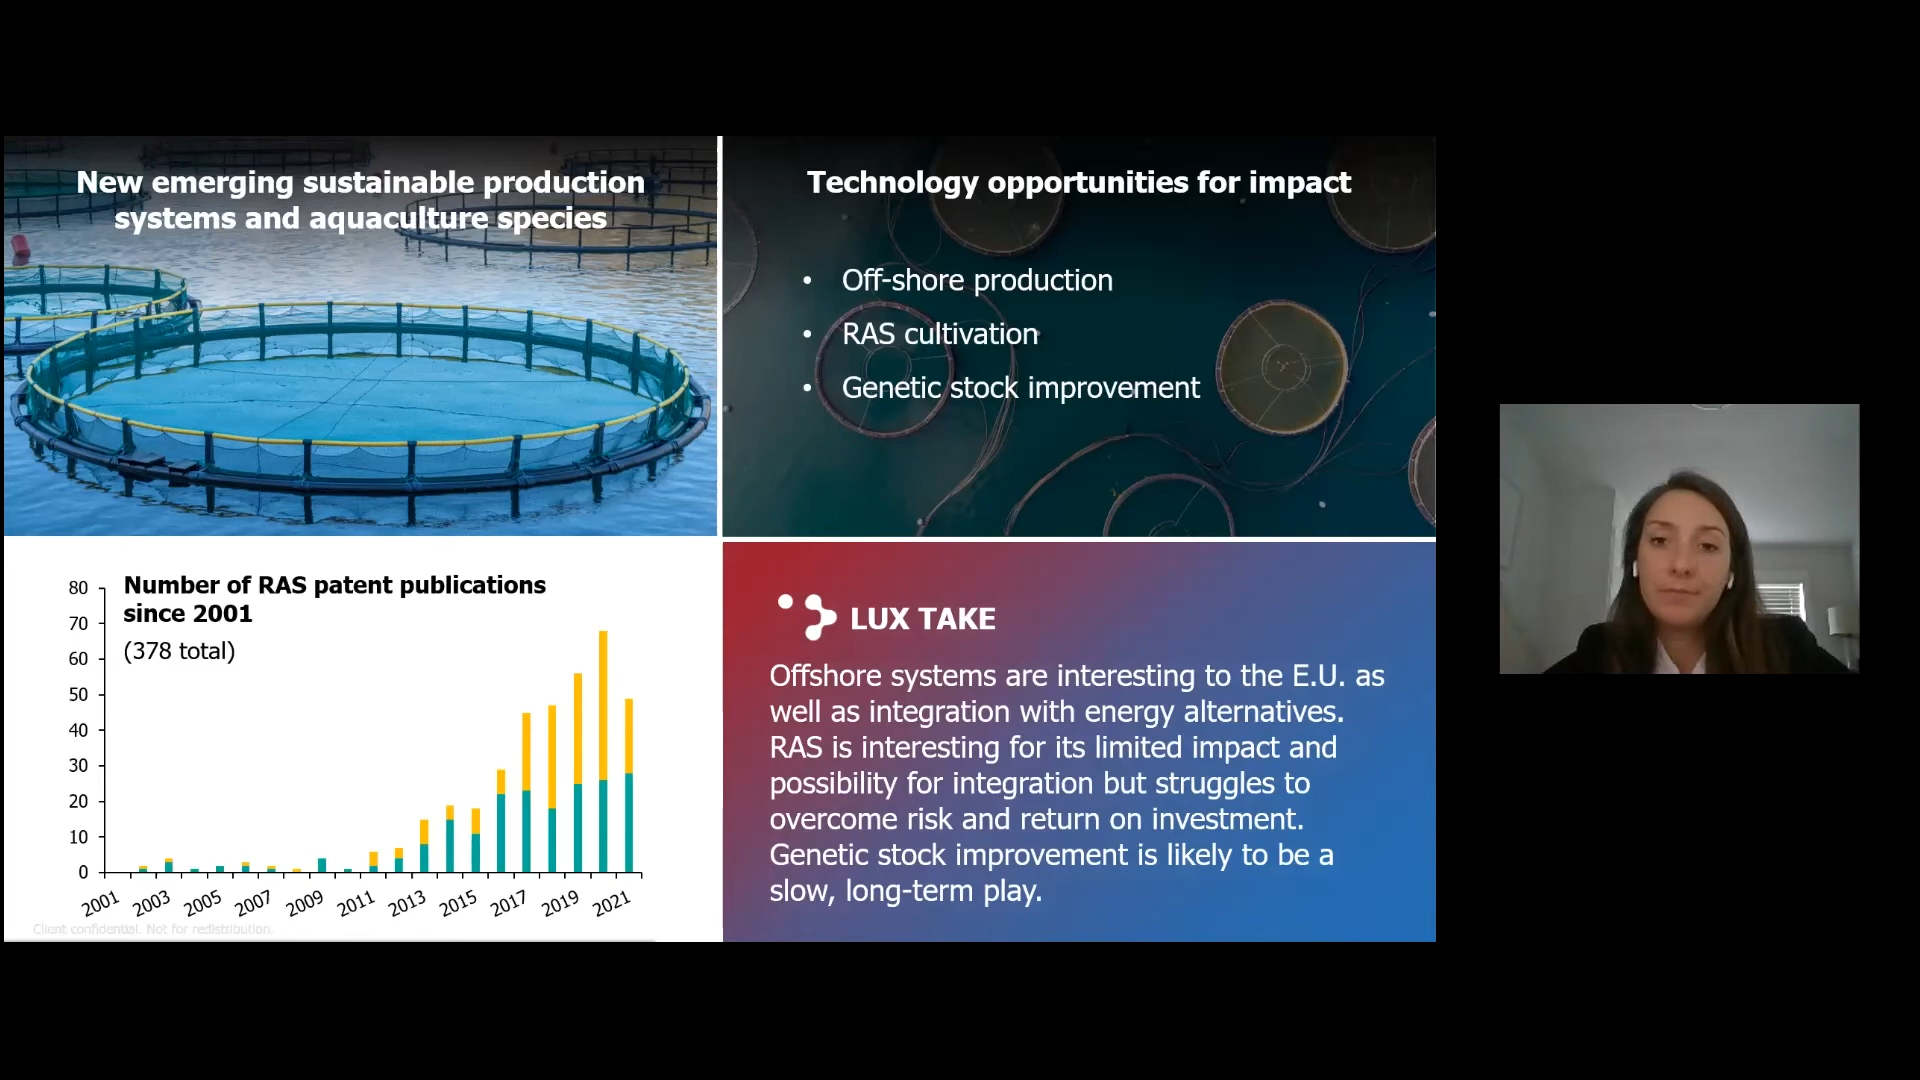 New emerging sustainable production
systems and aquaculture species
Technology opportunities for impact
• Off-shore production
• RAS cultivation
• Genetic stock improvement
Number of RAS patent publications
since 2001
(378 total)
80
70
60
50
40
30
20
10
0
2001 2003 2005 2007 2009 2011 2013 2015 2017 2019 2021
Client confidential. Not for redistribution.
LUX TAKE
Offshore systems are interesting to the E.U. as
well as integration with energy alternatives.
RAS is interesting for its limited impact and
possibility for integration but struggles to
overcome risk and return on investment.
Genetic stock improvement is likely to be a
slow, long-term play.